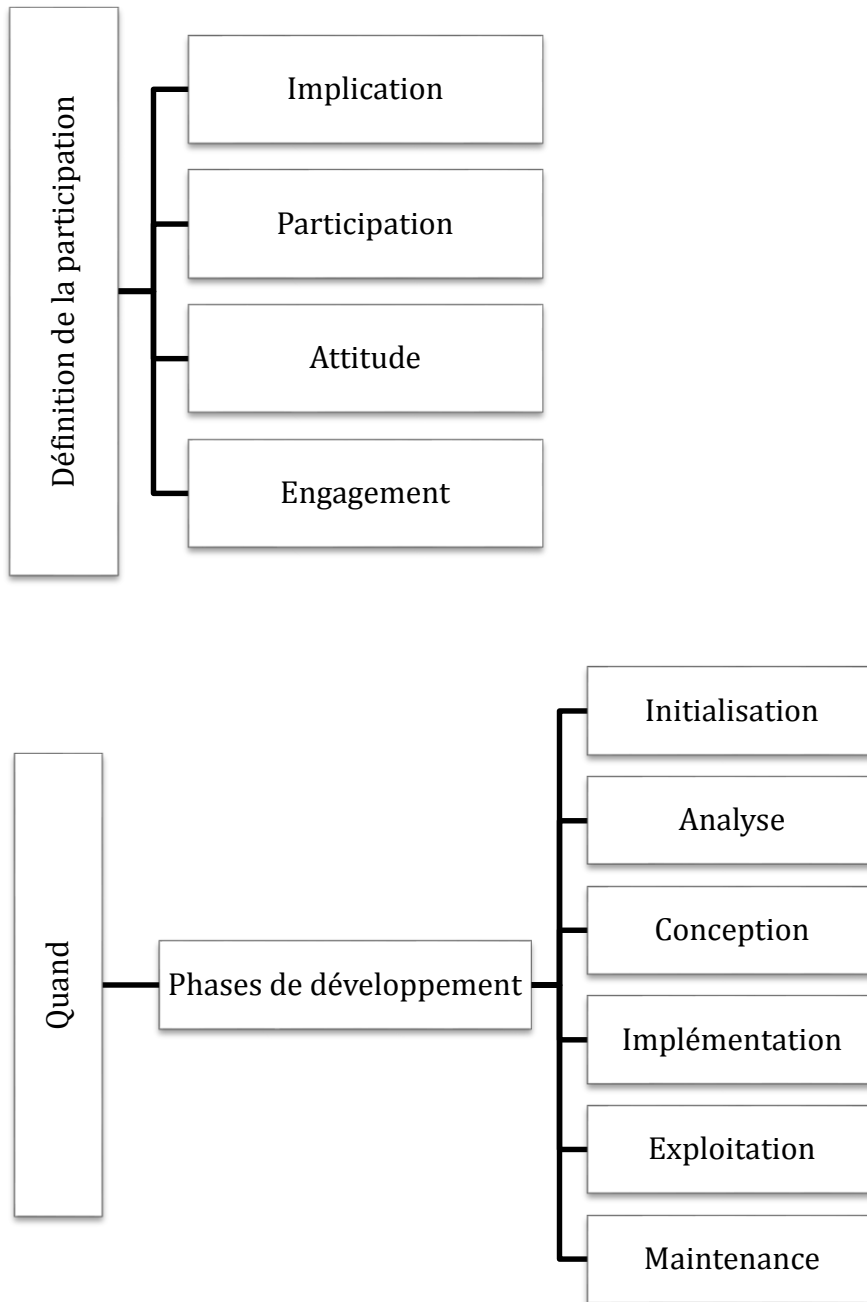 Définition de la participation
Implication
Participation
Attitude
Engagement
Quand
Phases de développement
Initialisation
Analyse
Conception
Implémentation
Exploitation
Maintenance